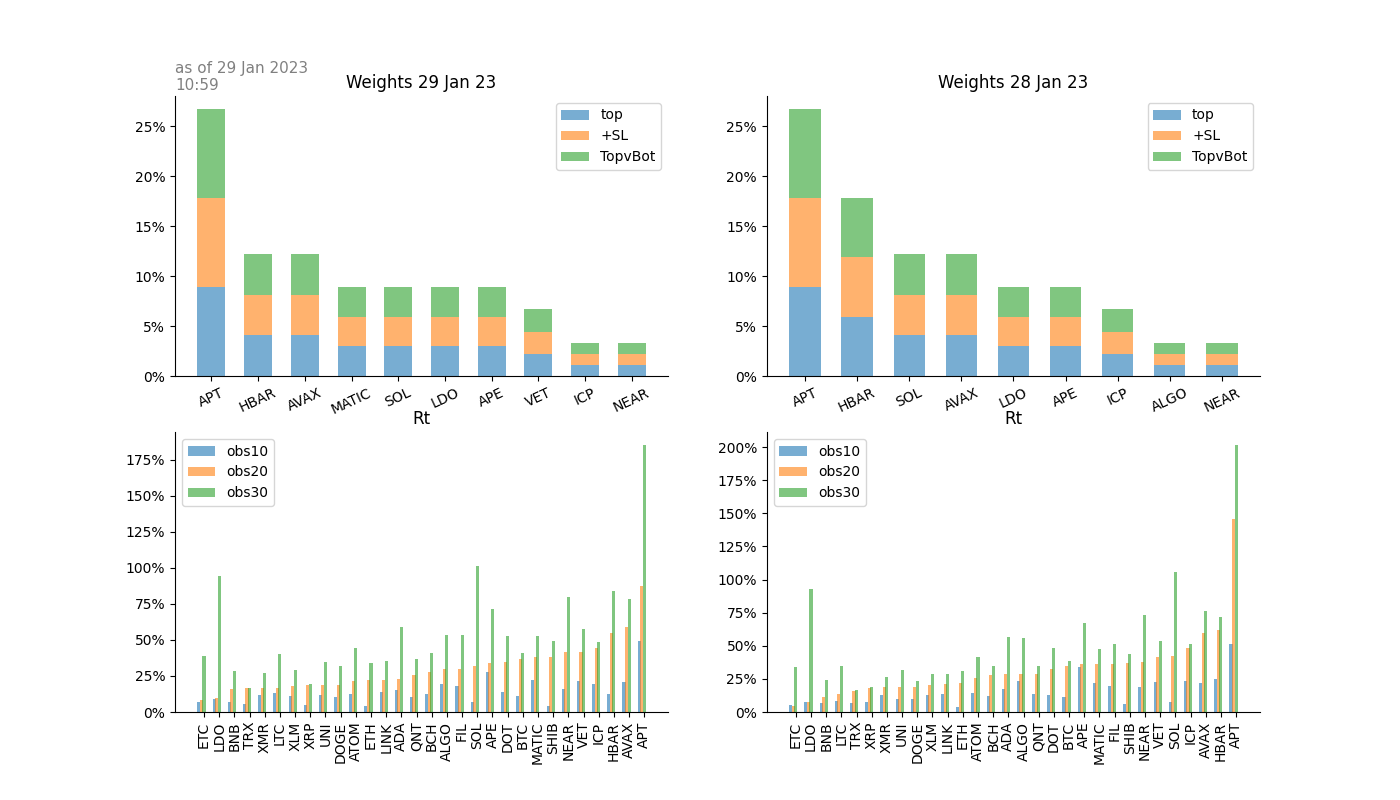 as of 29 Jan 2023
10:59
Weights 29 Jan 23
25%
20%
15%
10%
5%
0%
top
+SL
TopvBot
APT HBAR AVAX MATIC SOL LDO APE VET ICP NEAR
Weights 28 Jan 23
25%
20%
15%
10%
5%
0%
top
+SL
TopvBot
APT HBAR SOL AVAX LDO APE ICP ALGO NEAR
Rt
175%
150%
125%
100%
75%
50%
25%
0%
obs10
obs20
obs30
ETC LDO BNB TRX XMR LTC XLM XRP UNI DOGE ATOM ETH LINK ADA QNT BCH ALGO FIL SOL APE DOT BTC MATIC SHIB NEAR VET ICP HBAR AVAX APT
Rt
200%
175%
150%
125%
100%
75%
50%
25%
0%
obs10
obs20
obs30
ETC LDO BNB LTC TRX XRP XMR UNI DOGE XLM LINK ETH ATOM BCH ADA ALGO QNT DOT BTC APE MATIC FIL SHIB NEAR VET SOL ICP AVAX HBAR APT